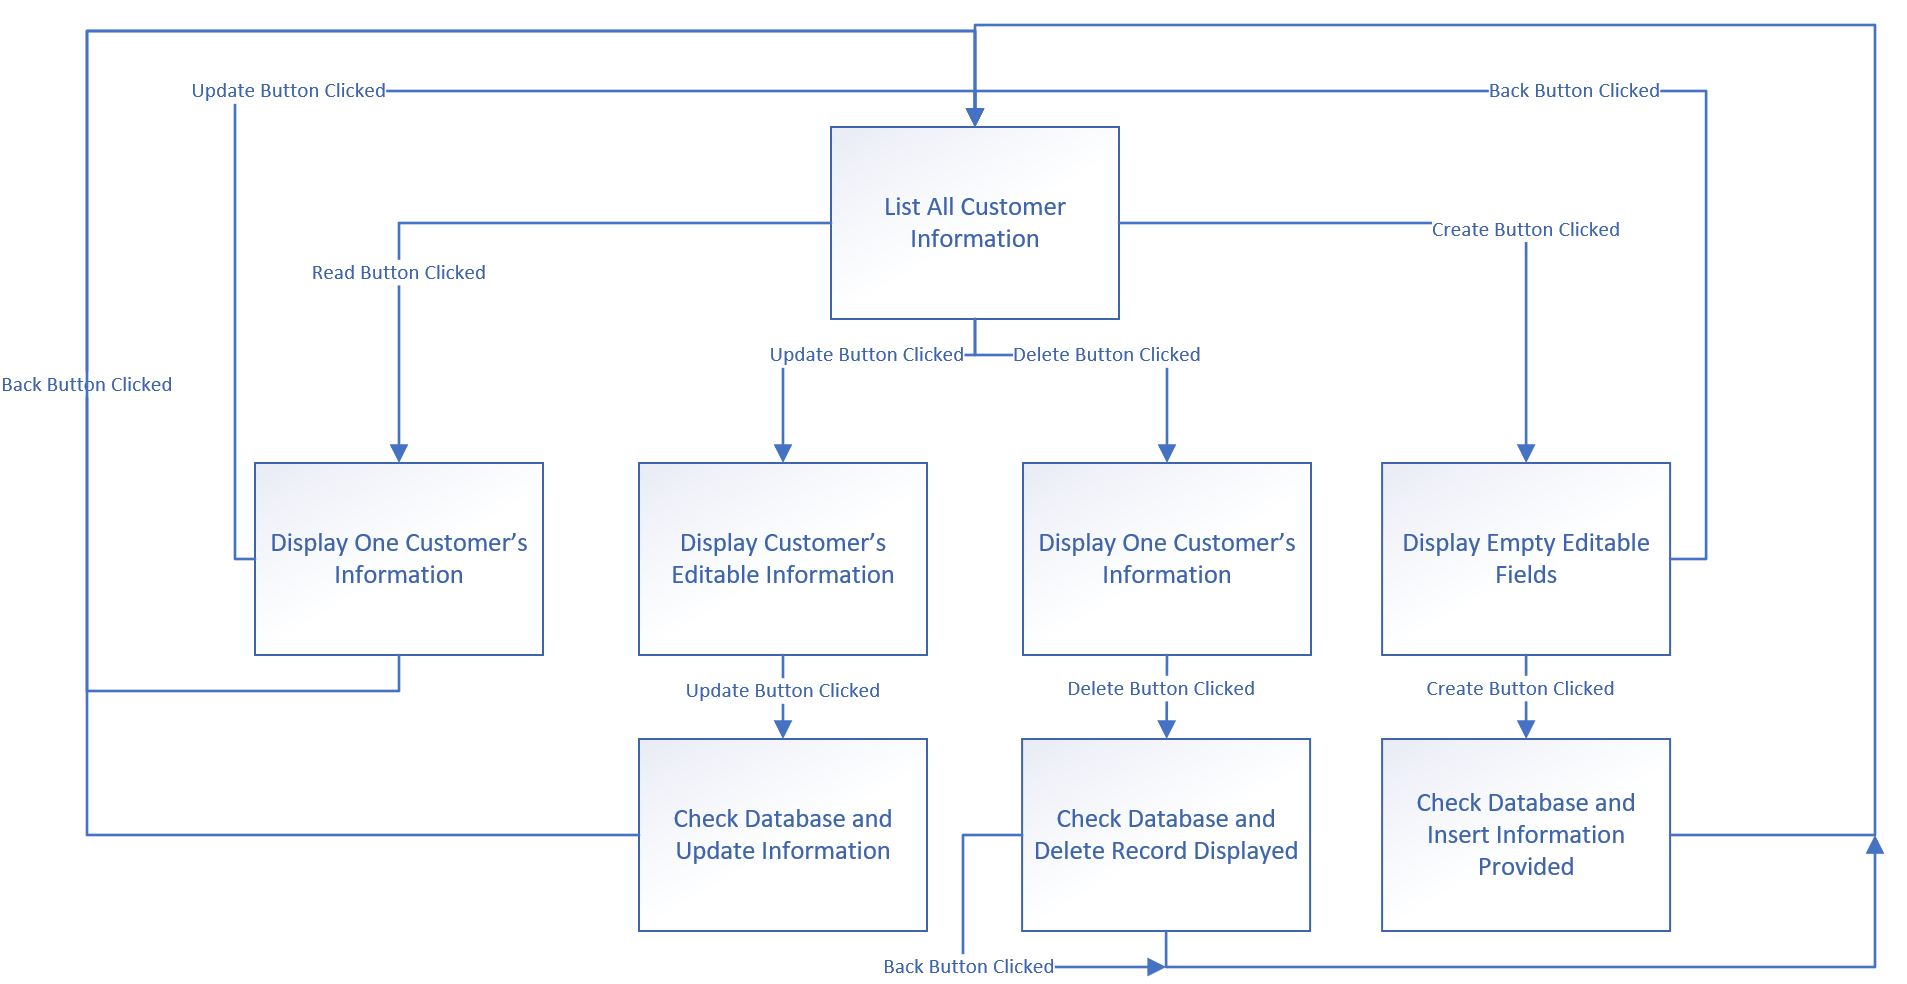 Update Button Clicked
Back Button Clicked
List All Customer
Information
Create Button Clicked
Read Button Clicked
Update Button Clicked
Delete Button Clicked
Back Button Clicked
Display One Customer’s
Information
Display Customer’s
Editable Information
Display One Customer’s
Information
Display Empty Editable
Fields
Update Button Clicked
Delete Button Clicked
Create Button Clicked
Check Database and
Update Information
Check Database and
Delete Record Displayed
Check Database and
Insert Information
Provided
Back Button Clicked